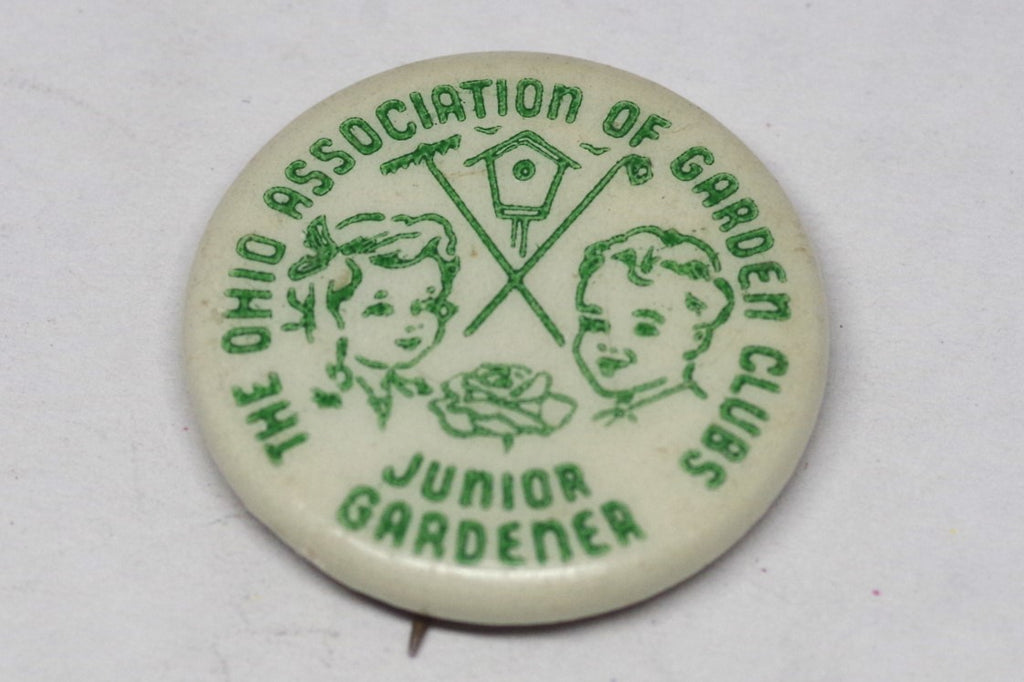 THE OHIO ASSOCIATION OF GARDEN CLUBS
JUNIOR
GARDENER